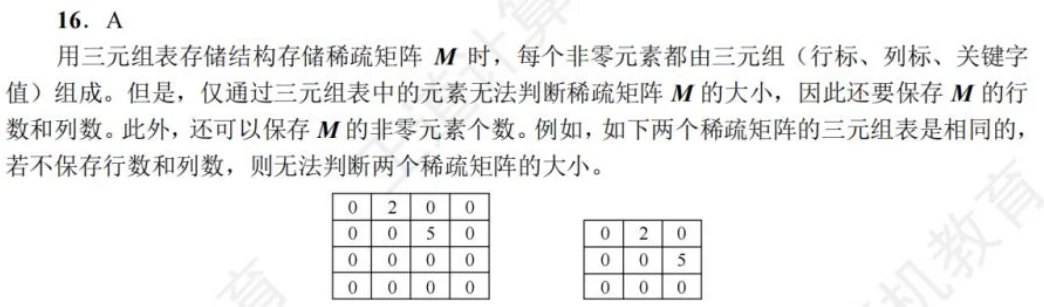 16. A
用三元组表存储结构存储稀疏矩阵 M 时，每个非零元素都由三元组（行标、列标、关键字
值）组成。但是，仅通过三元组表中的元素无法判断稀疏矩阵 M 的大小，因此还要保存 M 的行
数和列数。此外，还可以保存 M 的非零元素个数。例如，如下两个稀疏矩阵的三元组表是相同的，
若不保存行数和列数，则无法判断两个稀疏矩阵的大小。
0 2 0 0
0 0 5 0
0 0 0 0
0 0 0 0
0 2 0
0 0 5
0 0 0
育
计算
机教育